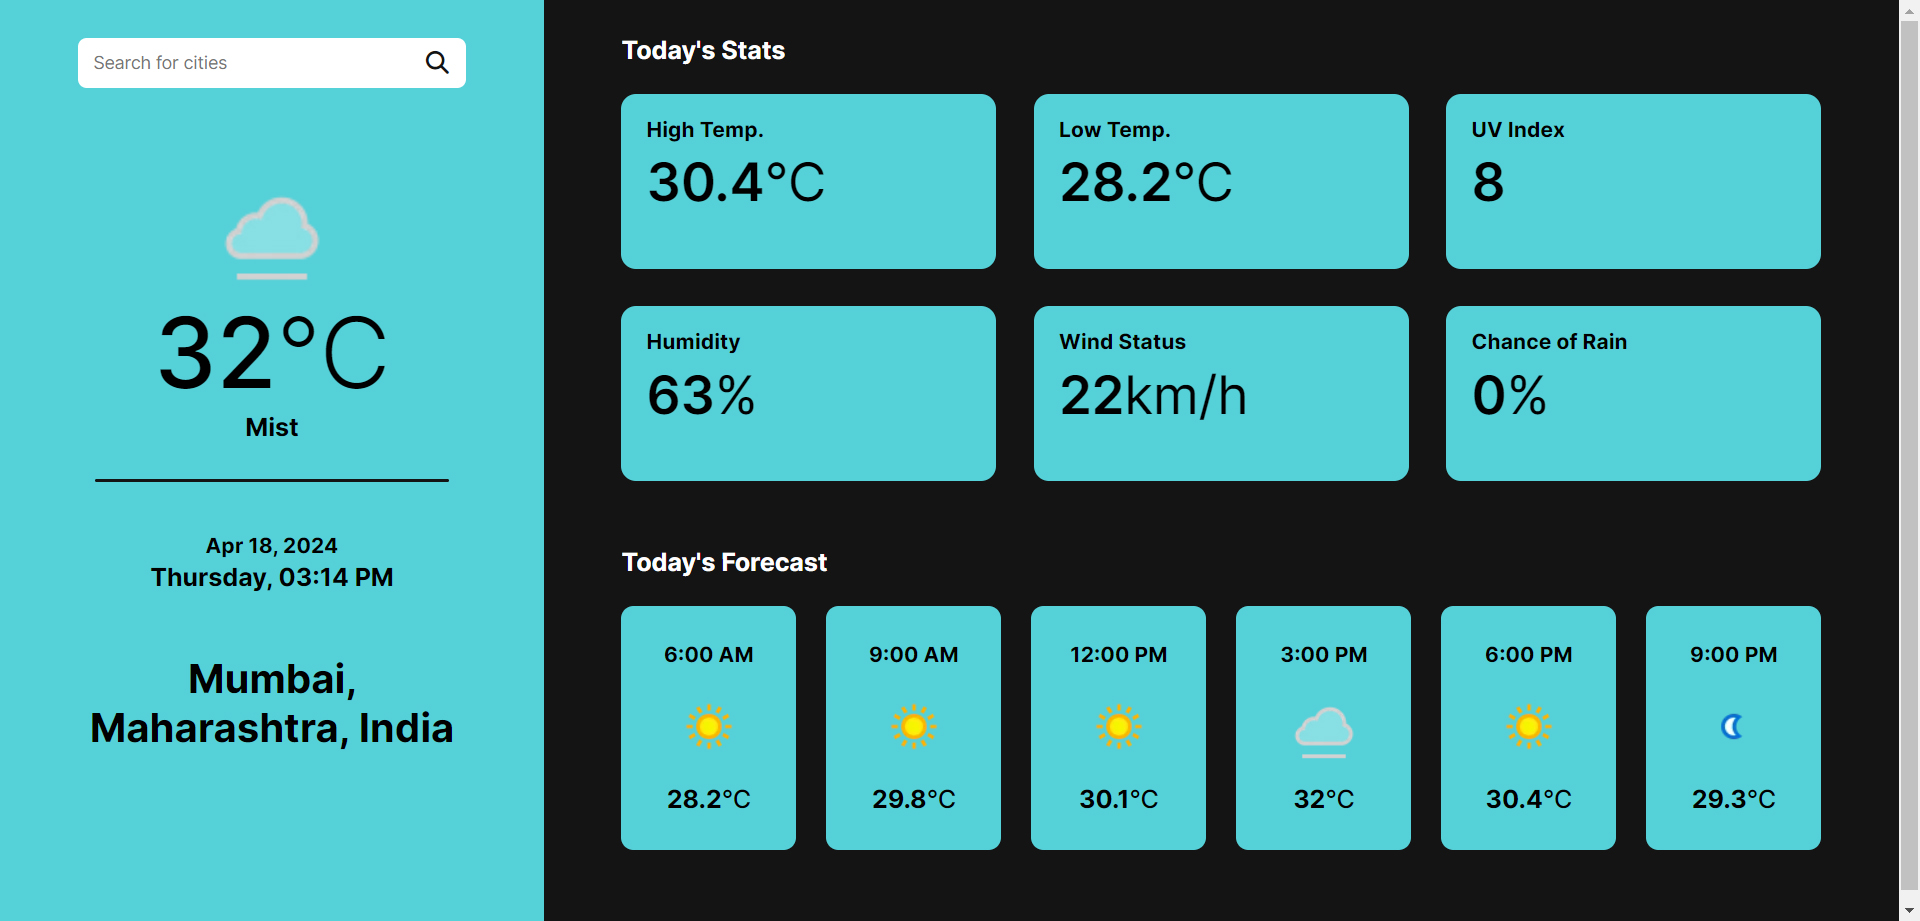 Search for cities
32°C
Mist
Apr 18, 2024
Thursday, 03:14 PM
Mumbai,
Maharashtra, India
Today's Stats
High Temp.
30.4°C
Low Temp.
28.2°C
UV Index
8
Humidity
63%
Wind Status
22km/h
Chance of Rain
0%
Today's Forecast
6:00 AM
28.2°C
9:00 AM
29.8°C
12:00 PM
30.1°C
3:00 PM
32°C
6:00 PM
30.4°C
9:00 PM
29.3°C